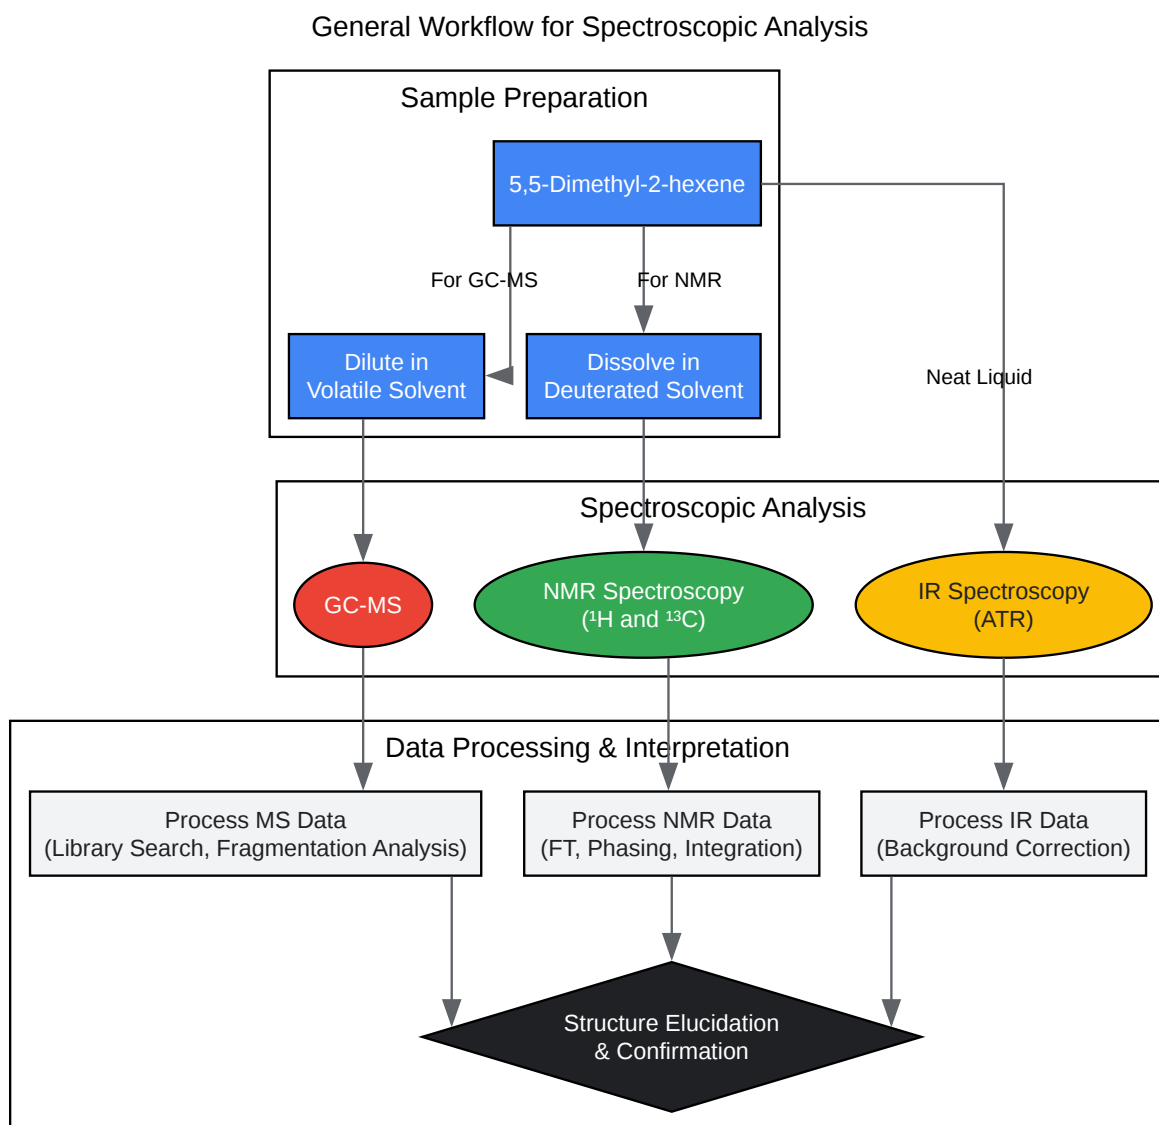 General Workflow for Spectroscopic Analysis
Sample Preparation
5,5-Dimethyl-2-hexene
For GC-MS
For NMR
Dilute in
Volatile Solvent
Dissolve in
Deuterated Solvent
Neat Liquid
Spectroscopic Analysis
GC-MS
NMR Spectroscopy
(¹H and ¹³C)
IR Spectroscopy
(ATR)
Data Processing & Interpretation
Process MS Data
(Library Search, Fragmentation Analysis)
Process NMR Data
(FT, Phasing, Integration)
Process IR Data
(Background Correction)
Structure Elucidation
& Confirmation